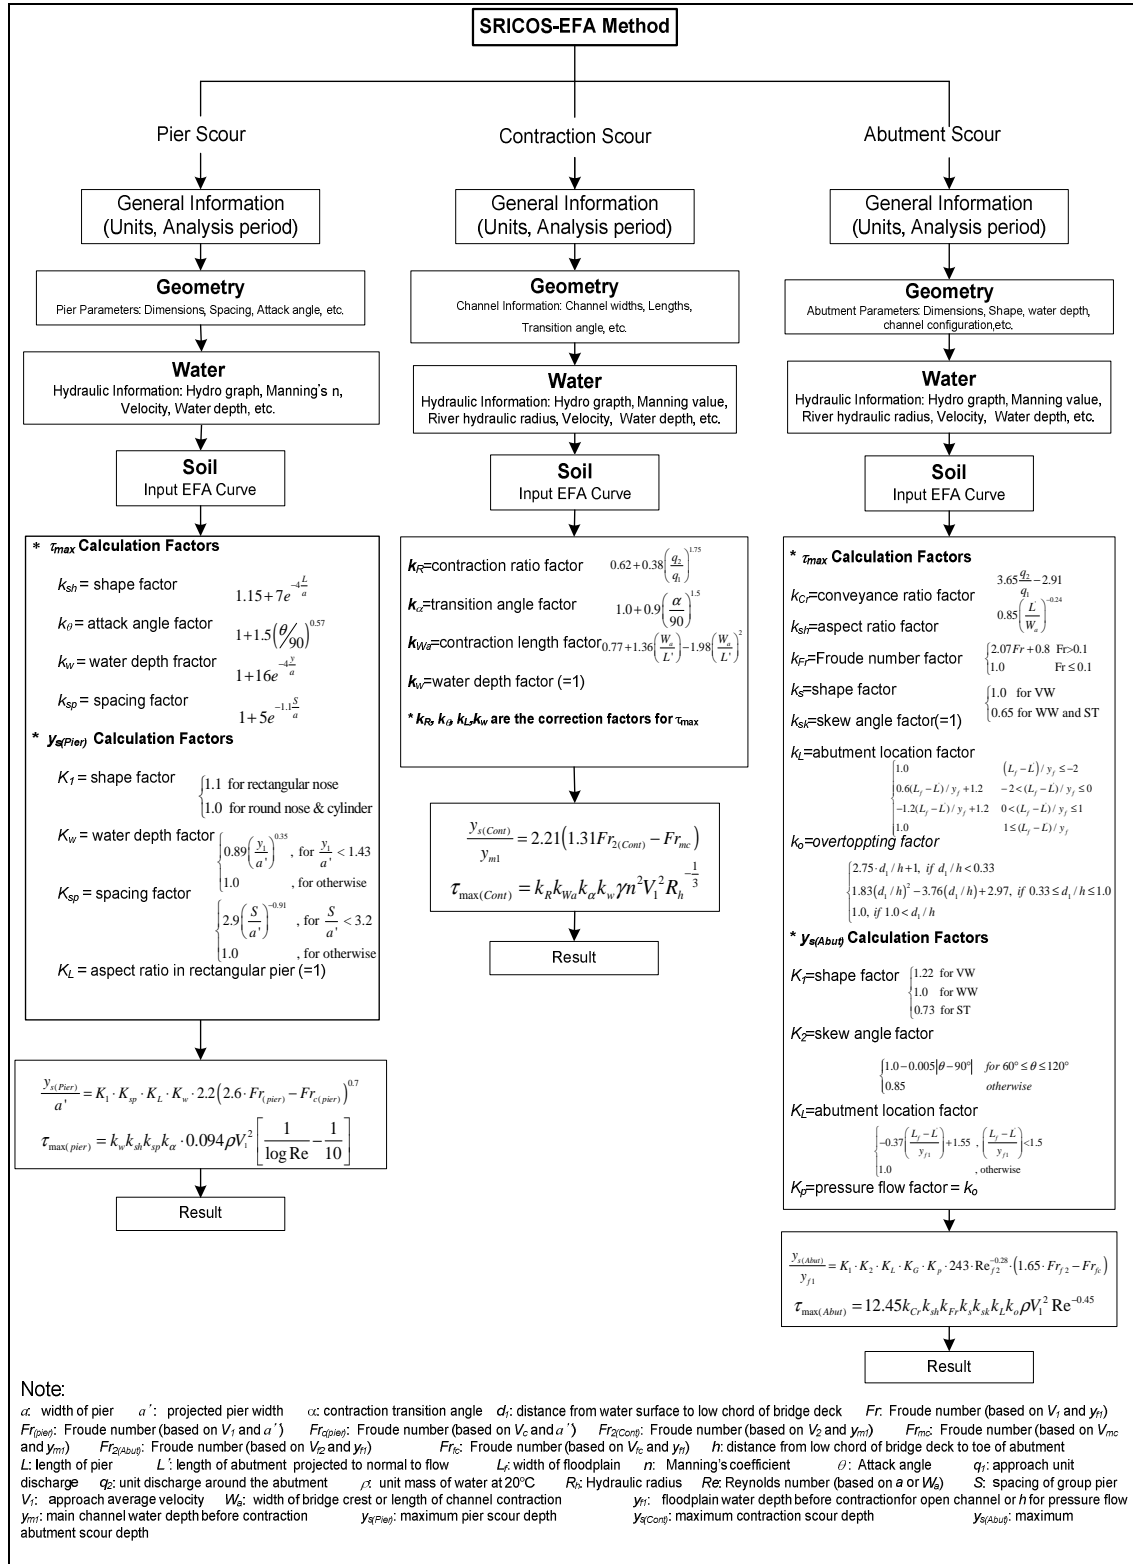 SRICOS-EFA Method
Pier Scour
General Information
(Units, Analysis period)
Geometry
Pier Parameters: Dimensions, Spacing, Attack angle, etc.
Water
Hydraulic Information: Hydro graph, Manning's n,
Velocity, Water depth, etc.
Soil
Input EFA Curve
* τmax Calculation Factors
ksh = shape factor
1.15+7e^(-4 L/a)
kθ = attack angle factor
1+1.5(θ/90)^0.57
kw = water depth fractor
1+16e^(-4 y/a)
ksp = spacing factor
1+5e^(-1.1 S/a)
* ys(Pier) Calculation Factors
K1 = shape factor
{1.1 for rectangular nose
1.0 for round nose & cylinder
Kw = water depth factor
{0.89(y1/a')^0.35 , for y1/a' < 1.43
1.0 , for otherwise
Ksp = spacing factor
{2.9(S/a')^-0.91 , for S/a' < 3.2
1.0 , for otherwise
KL = aspect ratio in rectangular pier (=1)
ys(Pier)/a' = K1 · Ksp · KL · Kw · 2.2(2.6 · Fr(pier) − Frc(pier))^0.7
τmax(pier) = kw ksh ksp kα · 0.094ρV1² [1/log Re − 1/10]
Result
Contraction Scour
General Information
(Units, Analysis period)
Geometry
Channel Information: Channel widths, Lengths,
Transition angle, etc.
Water
Hydraulic Information: Hydro graph, Manning value,
River hydraulic radius, Velocity, Water depth, etc.
Soil
Input EFA Curve
kR=contraction ratio factor 0.62+0.38(q2/q1)^1.75
kα=transition angle factor 1.0+0.9(α/90)^1.5
kWa=contraction length factor 0.77+1.36(Wa/L')−1.98(Wa/L')²
kw=water depth factor (=1)
* kR, kθ, kL,kw are the correction factors for τmax
ys(Cont)/ym1 = 2.21(1.31Fr2(Cont) − Frmc)
τmax(Cont) = kR kWa kα kw γn²V1²Rh^(-1/3)
Result
Abutment Scour
General Information
(Units, Analysis period)
Geometry
Abutment Parameters: Dimensions, Shape, water depth,
channel configuration,etc.
Water
Hydraulic Information: Hydro graph, Manning value,
River hydraulic radius, Velocity, Water depth, etc.
Soil
Input EFA Curve
* τmax Calculation Factors
kCr=conveyance ratio factor 3.65 q2/q1 − 2.91
ksh=aspect ratio factor 0.85(L'/Wa)^-0.24
kFr=Froude number factor {2.07Fr+0.8 Fr>0.1
1.0 Fr ≤ 0.1
ks=shape factor {1.0 for VW
0.65 for WW and ST
ksk=skew angle factor(=1)
kL=abutment location factor
{1.0 (Lf−L')/yf ≤ −2
0.6(Lf−L')/yf +1.2 −2<(Lf−L')/yf ≤ 0
−1.2(Lf−L')/yf +1.2 0<(Lf−L')/yf ≤ 1
1.0 1≤(Lf−L')/yf
ko=overtoppting factor
{2.75·d1/h+1, if d1/h<0.33
1.83(d1/h)² −3.76(d1/h)+2.97, if 0.33≤d1/h≤1.0
1.0, if 1.0<d1/h
* ys(Abut) Calculation Factors
K1=shape factor {1.22 for VW
1.0 for WW
0.73 for ST
K2=skew angle factor
{1.0−0.005|θ−90°| for 60°≤θ≤120°
0.85 otherwise
KL=abutment location factor
{−0.37((Lf−L')/yf1)+1.55 , ((Lf−L')/yf1)<1.5
1.0 , otherwise
Kp=pressure flow factor = ko
ys(Abut)/yf1 = K1 · K2 · KL · KG · Kp · 243 · Ref2^-0.28 · (1.65 · Frf2 − Frfc)
τmax(Abut) = 12.45kCr ksh kFr ks ksk kL ko ρV1² Re^-0.45
Result
Note:
a: width of pier a': projected pier width α: contraction transition angle d1: distance from water surface to low chord of bridge deck Fr: Froude number (based on V1 and yf1)
Fr(pier): Froude number (based on V1 and a') Frc(pier): Froude number (based on Vc and a') Fr2(Cont): Froude number (based on V2 and ym1) Frmc: Froude number (based on Vmc
and ym1) Fr2(Abut): Froude number (based on Vf2 and yf1) Frfc: Froude number (based on Vfc and yf1) h: distance from low chord of bridge deck to toe of abutment
L: length of pier L': length of abutment projected to normal to flow Lf: width of floodplain n: Manning's coefficient θ: Attack angle q1: approach unit
discharge q2: unit discharge around the abutment ρ: unit mass of water at 20°C Rh: Hydraulic radius Re: Reynolds number (based on a or Wa) S: spacing of group pier
V1: approach average velocity Wa: width of bridge crest or length of channel contraction yf1: floodplain water depth before contractionfor open channel or h for pressure flow
ym1: main channel water depth before contraction ys(Pier): maximum pier scour depth ys(Cont): maximum contraction scour depth ys(Abut): maximum
abutment scour depth